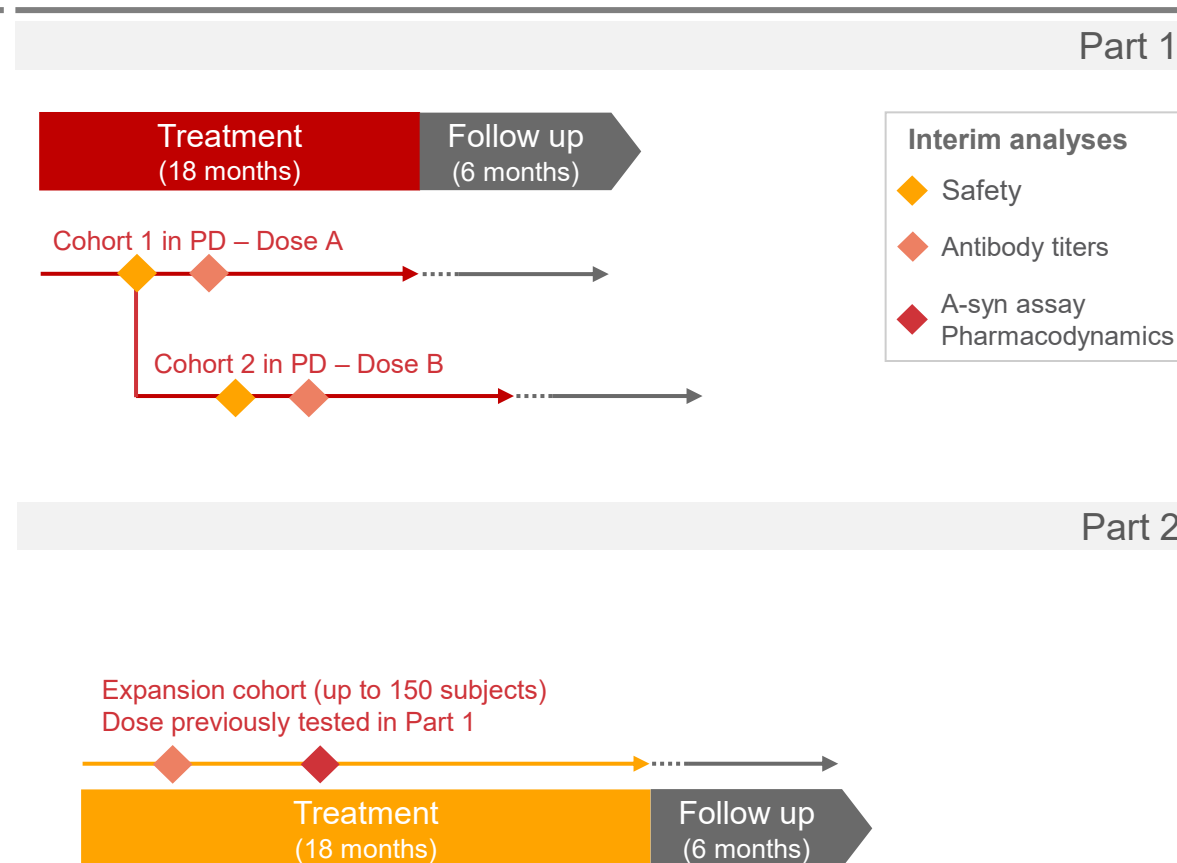 Part 1
Treatment
(18 months)
Follow up
(6 months)
Interim analyses
Safety
Antibody titers
A-syn assay
Pharmacodynamics
Cohort 1 in PD – Dose A
Cohort 2 in PD – Dose B
Part 2
Expansion cohort (up to 150 subjects)
Dose previously tested in Part 1
Treatment
(18 months)
Follow up
(6 months)